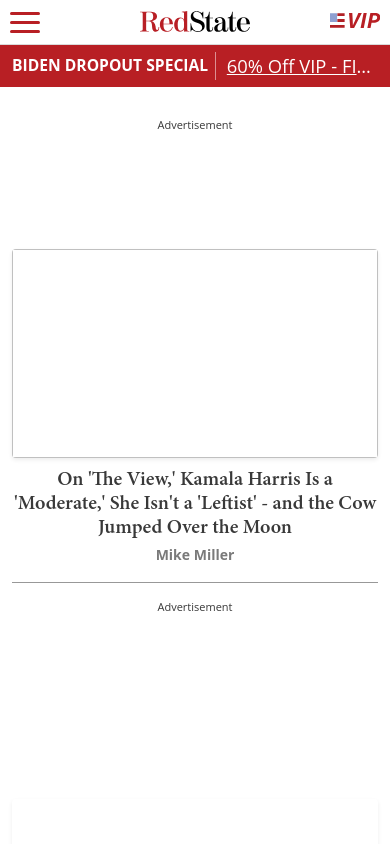 RedState
VIP
BIDEN DROPOUT SPECIAL
60% Off VIP - FI...
Advertisement
On 'The View,' Kamala Harris Is a
'Moderate,' She Isn't a 'Leftist' - and the Cow
Jumped Over the Moon
Mike Miller
Advertisement